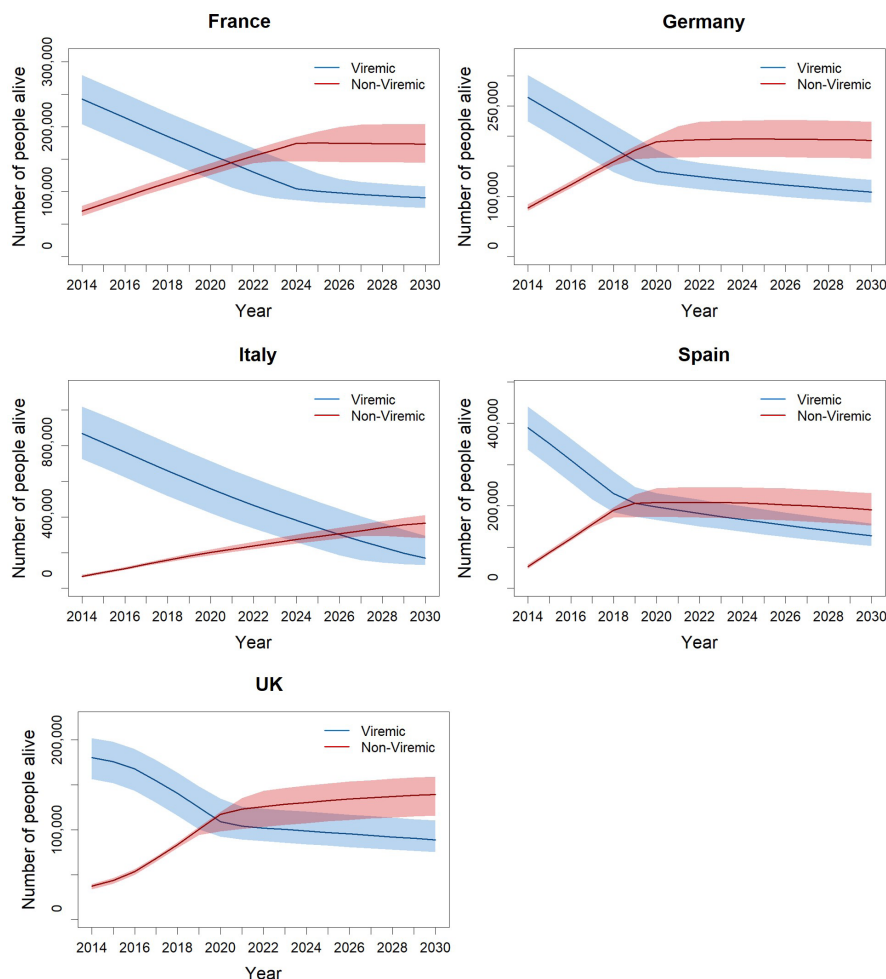 France
Number of people alive
300,000
200,000
100,000
0
Viremic
Non-Viremic
2014 2016 2018 2020 2022 2024 2026 2028 2030
Year
Germany
Number of people alive
250,000
100,000
0
Viremic
Non-Viremic
2014 2016 2018 2020 2022 2024 2026 2028 2030
Year
Italy
Number of people alive
800,000
400,000
0
Viremic
Non-Viremic
2014 2016 2018 2020 2022 2024 2026 2028 2030
Year
Spain
Number of people alive
400,000
200,000
0
Viremic
Non-Viremic
2014 2016 2018 2020 2022 2024 2026 2028 2030
Year
UK
Number of people alive
200,000
100,000
0
Viremic
Non-Viremic
2014 2016 2018 2020 2022 2024 2026 2028 2030
Year